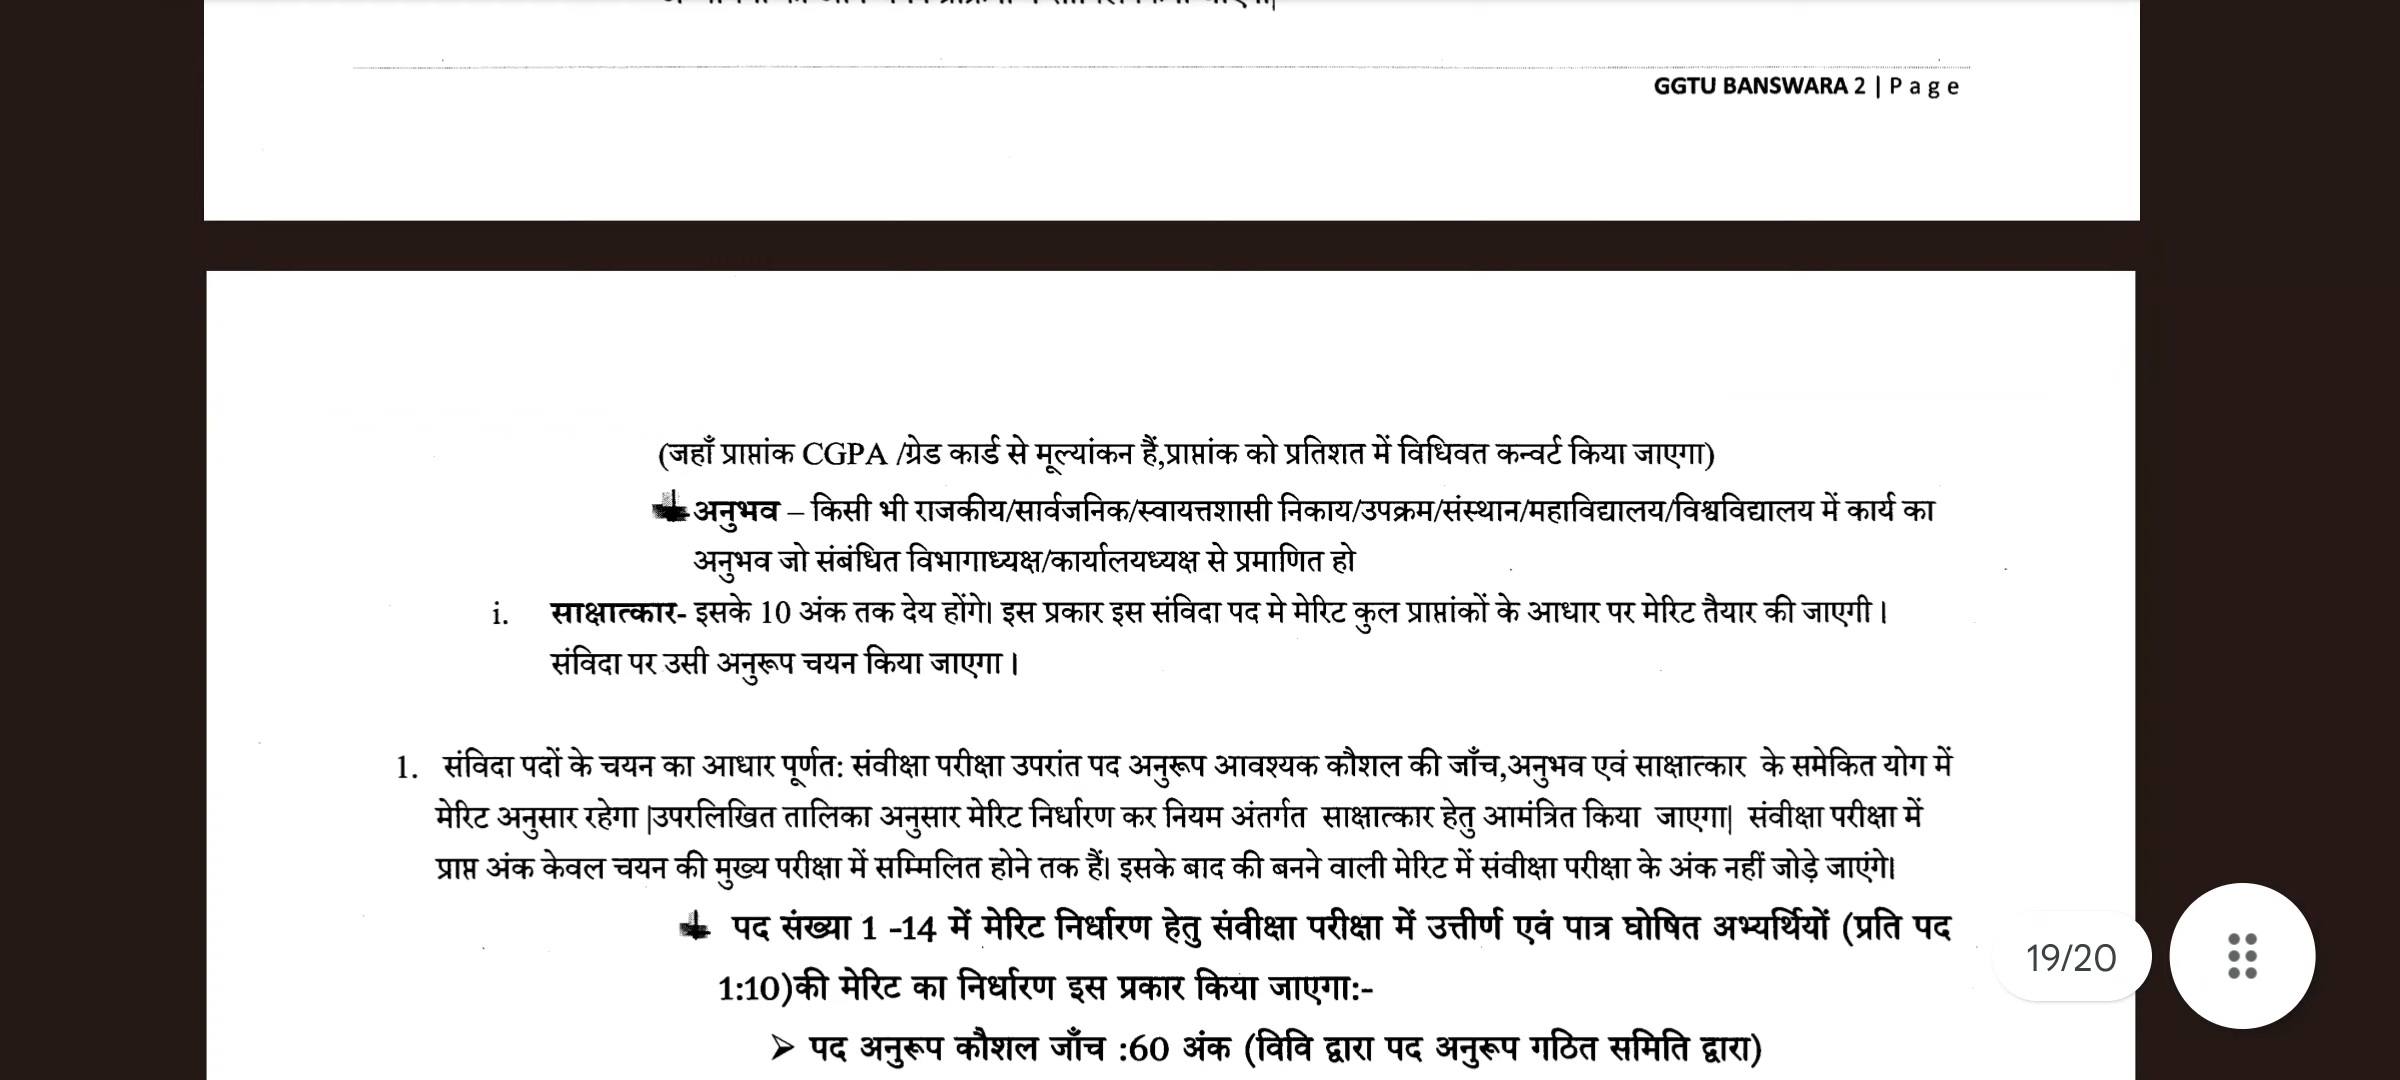 GGTU BANSWARA 2 | P a g e
(जहाँ प्राप्तांक CGPA /ग्रेड कार्ड से मूल्यांकन हैं,प्राप्तांक को प्रतिशत में विधिवत कन्वर्ट किया जाएगा)
अनुभव – किसी भी राजकीय/सार्वजनिक/स्वायत्तशासी निकाय/उपक्रम/संस्थान/महाविद्यालय/विश्वविद्यालय में कार्य का
अनुभव जो संबंधित विभागाध्यक्ष/कार्यालयध्यक्ष से प्रमाणित हो
i. साक्षात्कार- इसके 10 अंक तक देय होंगे। इस प्रकार इस संविदा पद मे मेरिट कुल प्राप्तांकों के आधार पर मेरिट तैयार की जाएगी।
संविदा पर उसी अनुरूप चयन किया जाएगा।
1. संविदा पदों के चयन का आधार पूर्णत: संवीक्षा परीक्षा उपरांत पद अनुरूप आवश्यक कौशल की जाँच,अनुभव एवं साक्षात्कार के समेकित योग में
मेरिट अनुसार रहेगा |उपरलिखित तालिका अनुसार मेरिट निर्धारण कर नियम अंतर्गत साक्षात्कार हेतु आमंत्रित किया जाएगा| संवीक्षा परीक्षा में
प्राप्त अंक केवल चयन की मुख्य परीक्षा में सम्मिलित होने तक हैं। इसके बाद की बनने वाली मेरिट में संवीक्षा परीक्षा के अंक नहीं जोड़े जाएंगे।
पद संख्या 1 -14 में मेरिट निर्धारण हेतु संवीक्षा परीक्षा में उत्तीर्ण एवं पात्र घोषित अभ्यर्थियों (प्रति पद
1:10)की मेरिट का निर्धारण इस प्रकार किया जाएगा:-
➢ पद अनुरूप कौशल जाँच :60 अंक (विवि द्वारा पद अनुरूप गठित समिति द्वारा)
19/20